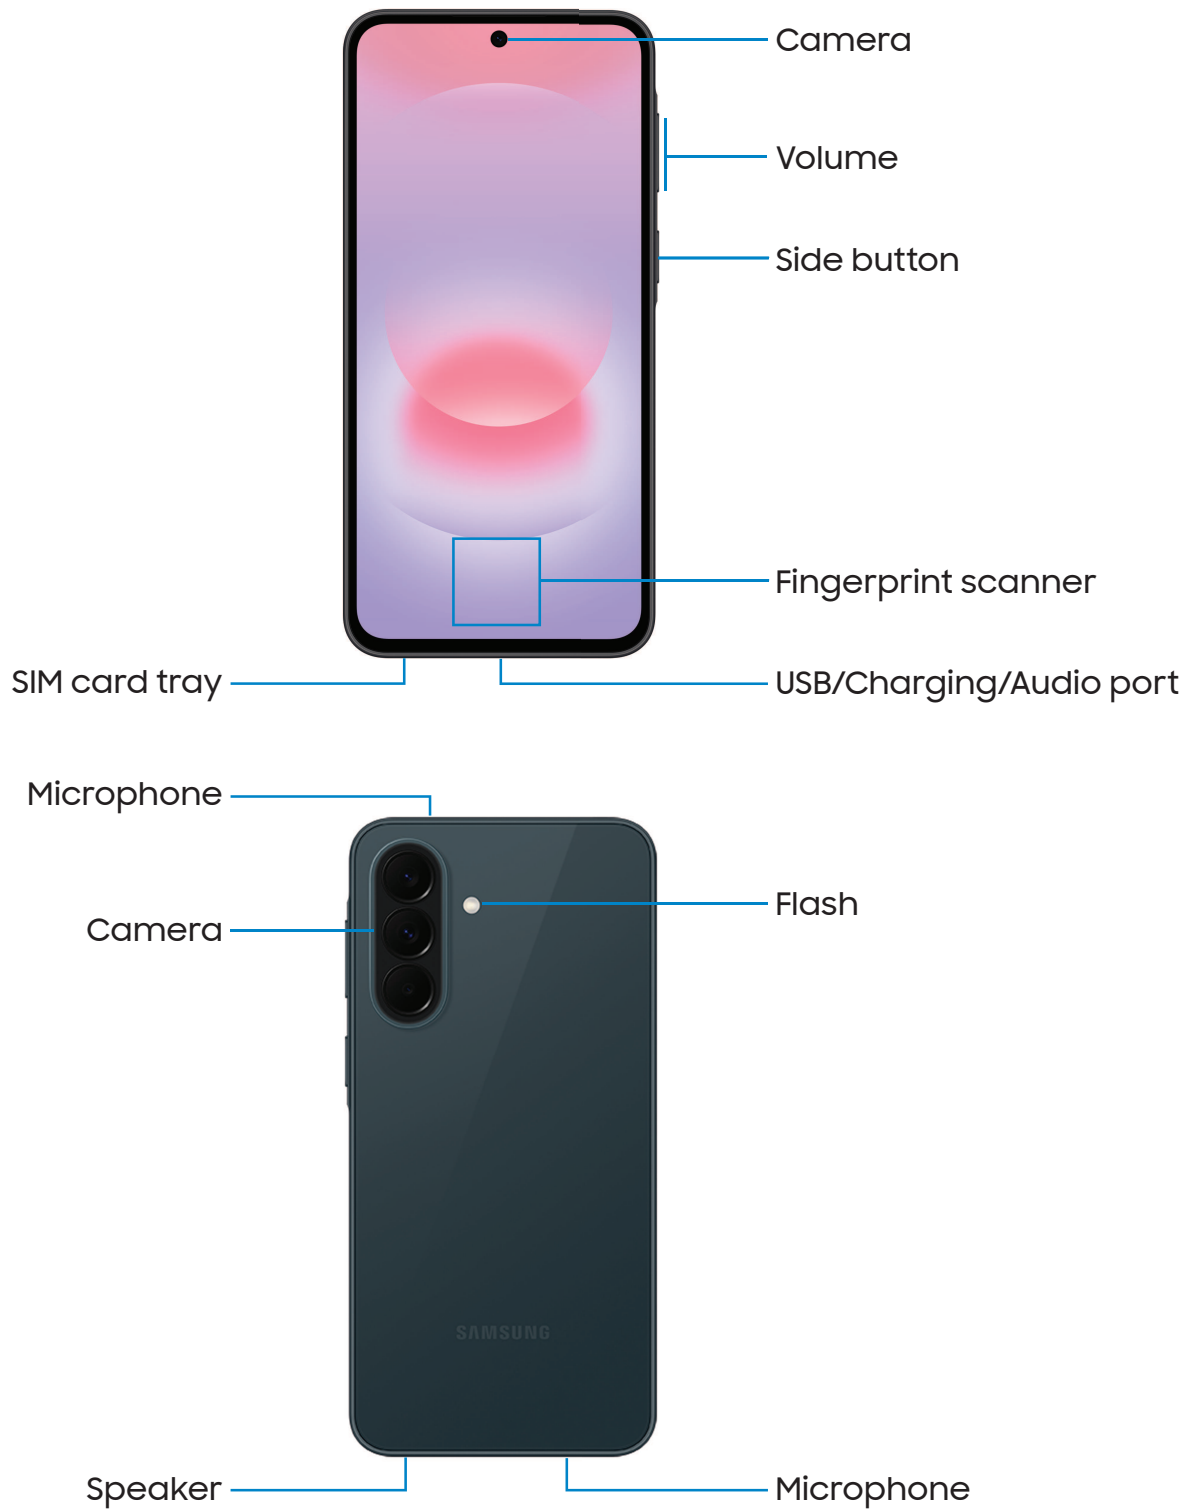 Camera
Volume
Side button
Fingerprint scanner
SIM card tray
USB/Charging/Audio port
Microphone
Flash
Camera
SAMSUNG
Speaker
Microphone